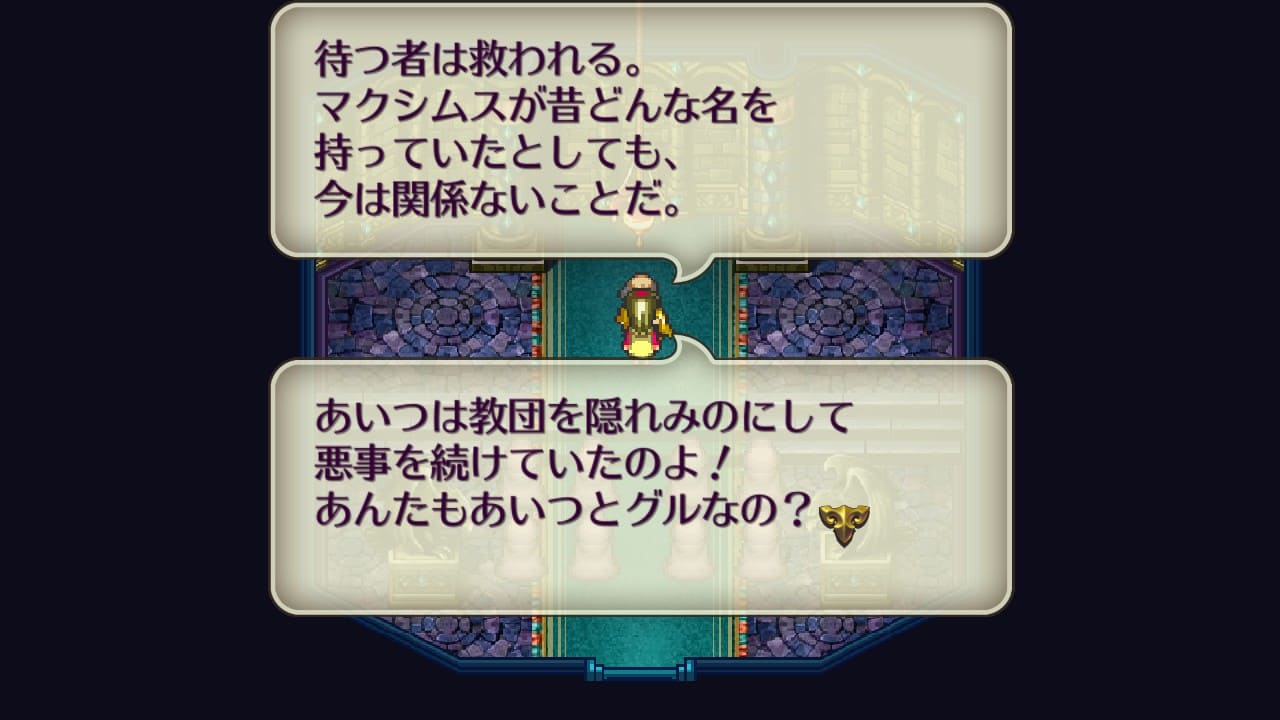 待つ者は救われる。
マクシムスが昔どんな名を
持っていたとしても、
今は関係ないことだ。
あいつは教団を隠れみのにして
悪事を続けていたのよ！
あんたもあいつとグルなの？